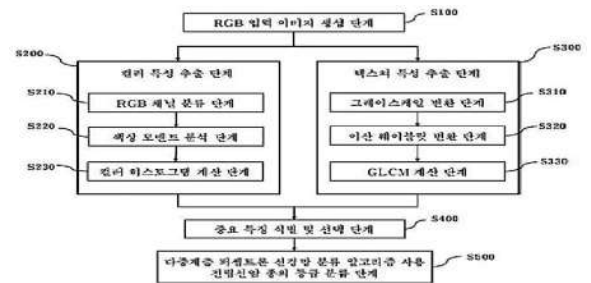 RGB 입력 이미지 생성 단계
S100
S200
컬러 특징 추출 단계
S210
RGB 채널 분류 단계
S220
색상 모멘트 분석 단계
S230
컬러 히스토그램 계산 단계
S300
텍스처 특징 추출 단계
그레이스케일 변환 단계
S310
이산 웨이블릿 변환 단계
S320
GLCM 계산 단계
S330
중요 특징 식별 및 선택 단계
S400
다중계층 퍼셉트론 신경망 분류 알고리즘 사용
전립선암 종의 등급 분류 단계
S500